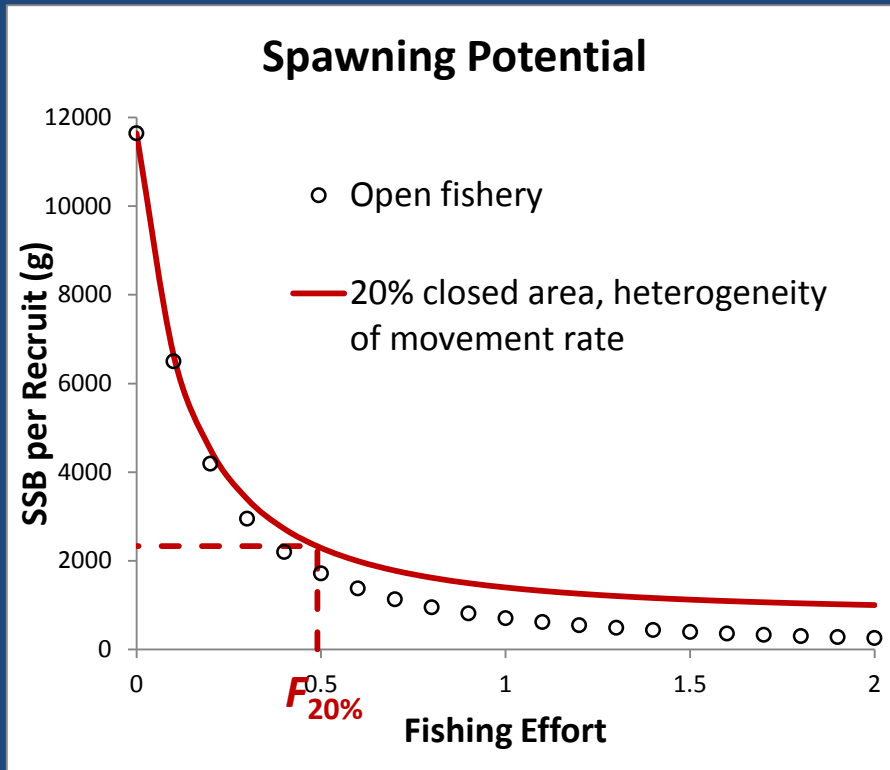 Spawning Potential
SSB per Recruit (g)
12000
10000
8000
6000
4000
2000
0
Open fishery
20% closed area, heterogeneity
of movement rate
0
0.5
1
1.5
2
F20%
Fishing Effort